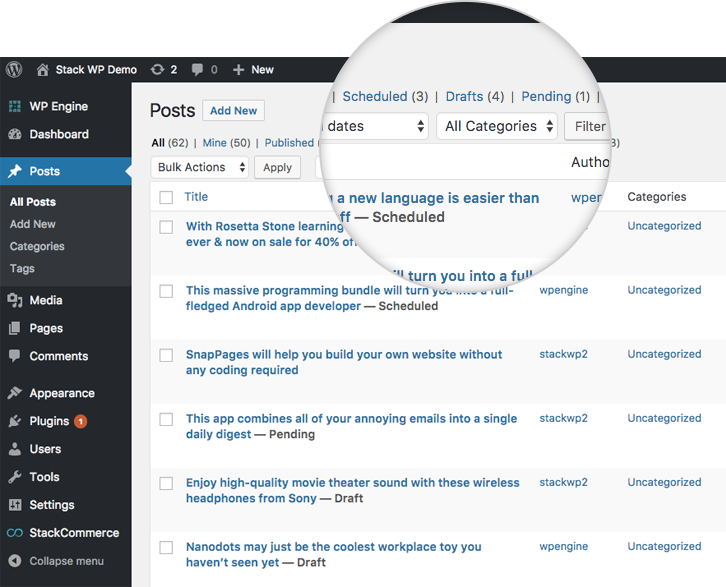 Stack WP Demo 2 0 New
WP Engine
Dashboard
Posts
All Posts
Add New
Categories
Tags
Media
Pages
Comments
Appearance
Plugins 1
Users
Tools
Settings
StackCommerce
Collapse menu
Posts Add New
All (62) | Mine (50) | Published
Bulk Actions Apply
| Scheduled (3) | Drafts (4) | Pending (1) |
dates All Categories Filter
3)
Title Categories
a new language is easier than
— Scheduled
With Rosetta Stone learning
ever & now on sale for 40%
Uncategorized
turn you into a full
This massive programming bundle will turn you into a full-
fledged Android app developer — Scheduled
wpengine Uncategorized
SnapPages will help you build your own website without
any coding required
stackwp2 Uncategorized
This app combines all of your annoying emails into a single
daily digest — Pending
stackwp2 Uncategorized
Enjoy high-quality movie theater sound with these wireless
headphones from Sony — Draft
stackwp2 Uncategorized
Nanodots may just be the coolest workplace toy you
haven't seen yet — Draft
wpengine Uncategorized